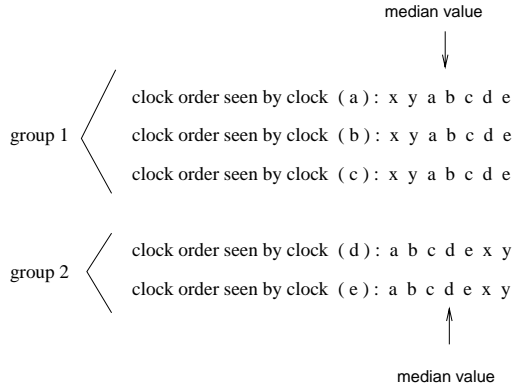 median value
clock order seen by clock ( a ) : x y a b c d e
group 1
clock order seen by clock ( b ) : x y a b c d e
clock order seen by clock ( c ) : x y a b c d e
clock order seen by clock ( d ) : a b c d e x y
group 2
clock order seen by clock ( e ) : a b c d e x y
median value